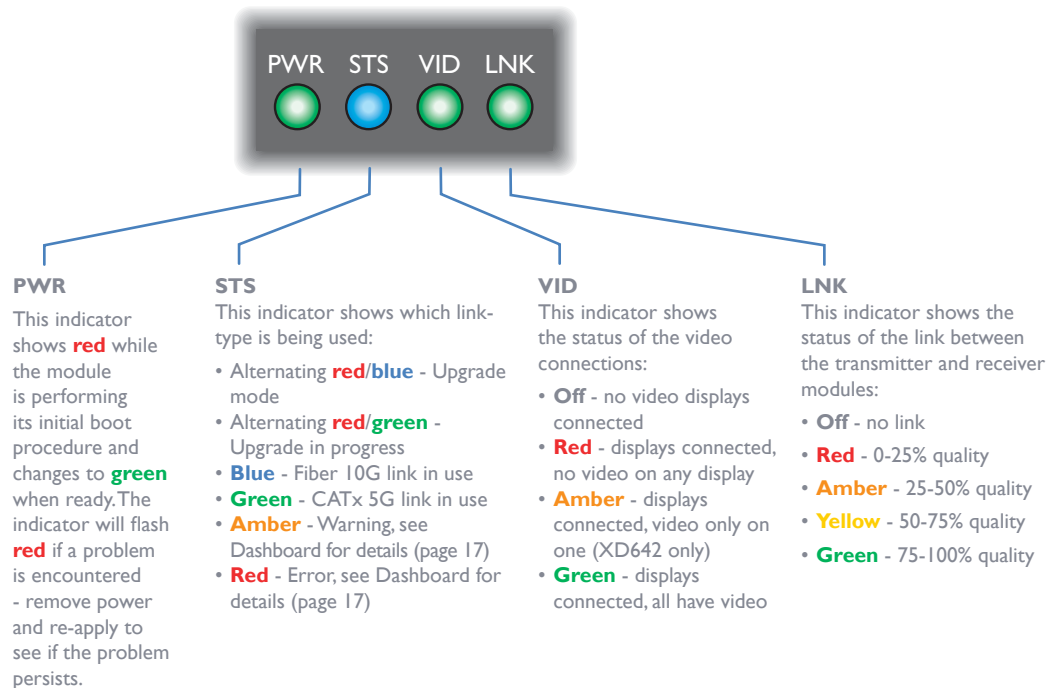 PWR STS VID LNK
PWR
This indicator
shows red while
the module
is performing
its initial boot
procedure and
changes to green
when ready. The
indicator will flash
red if a problem
is encountered
- remove power
and re-apply to
see if the problem
persists.
STS
This indicator shows which link-
type is being used:
• Alternating red/blue - Upgrade
mode
• Alternating red/green -
Upgrade in progress
• Blue - Fiber 10G link in use
• Green - CATx 5G link in use
• Amber - Warning, see
Dashboard for details (page 17)
• Red - Error, see Dashboard for
details (page 17)
VID
This indicator shows
the status of the video
connections:
• Off - no video displays
connected
• Red - displays connected,
no video on any display
• Amber - displays
connected, video only on
one (XD642 only)
• Green - displays
connected, all have video
LNK
This indicator shows the
status of the link between
the transmitter and receiver
modules:
• Off - no link
• Red - 0-25% quality
• Amber - 25-50% quality
• Yellow - 50-75% quality
• Green - 75-100% quality